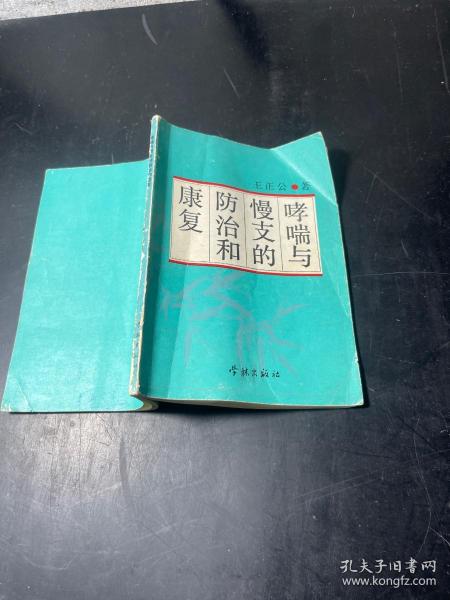 王正公●著
哮喘与
慢支的
防治和
康复
学林出版社
孔夫子旧书网
www.kongfz.com